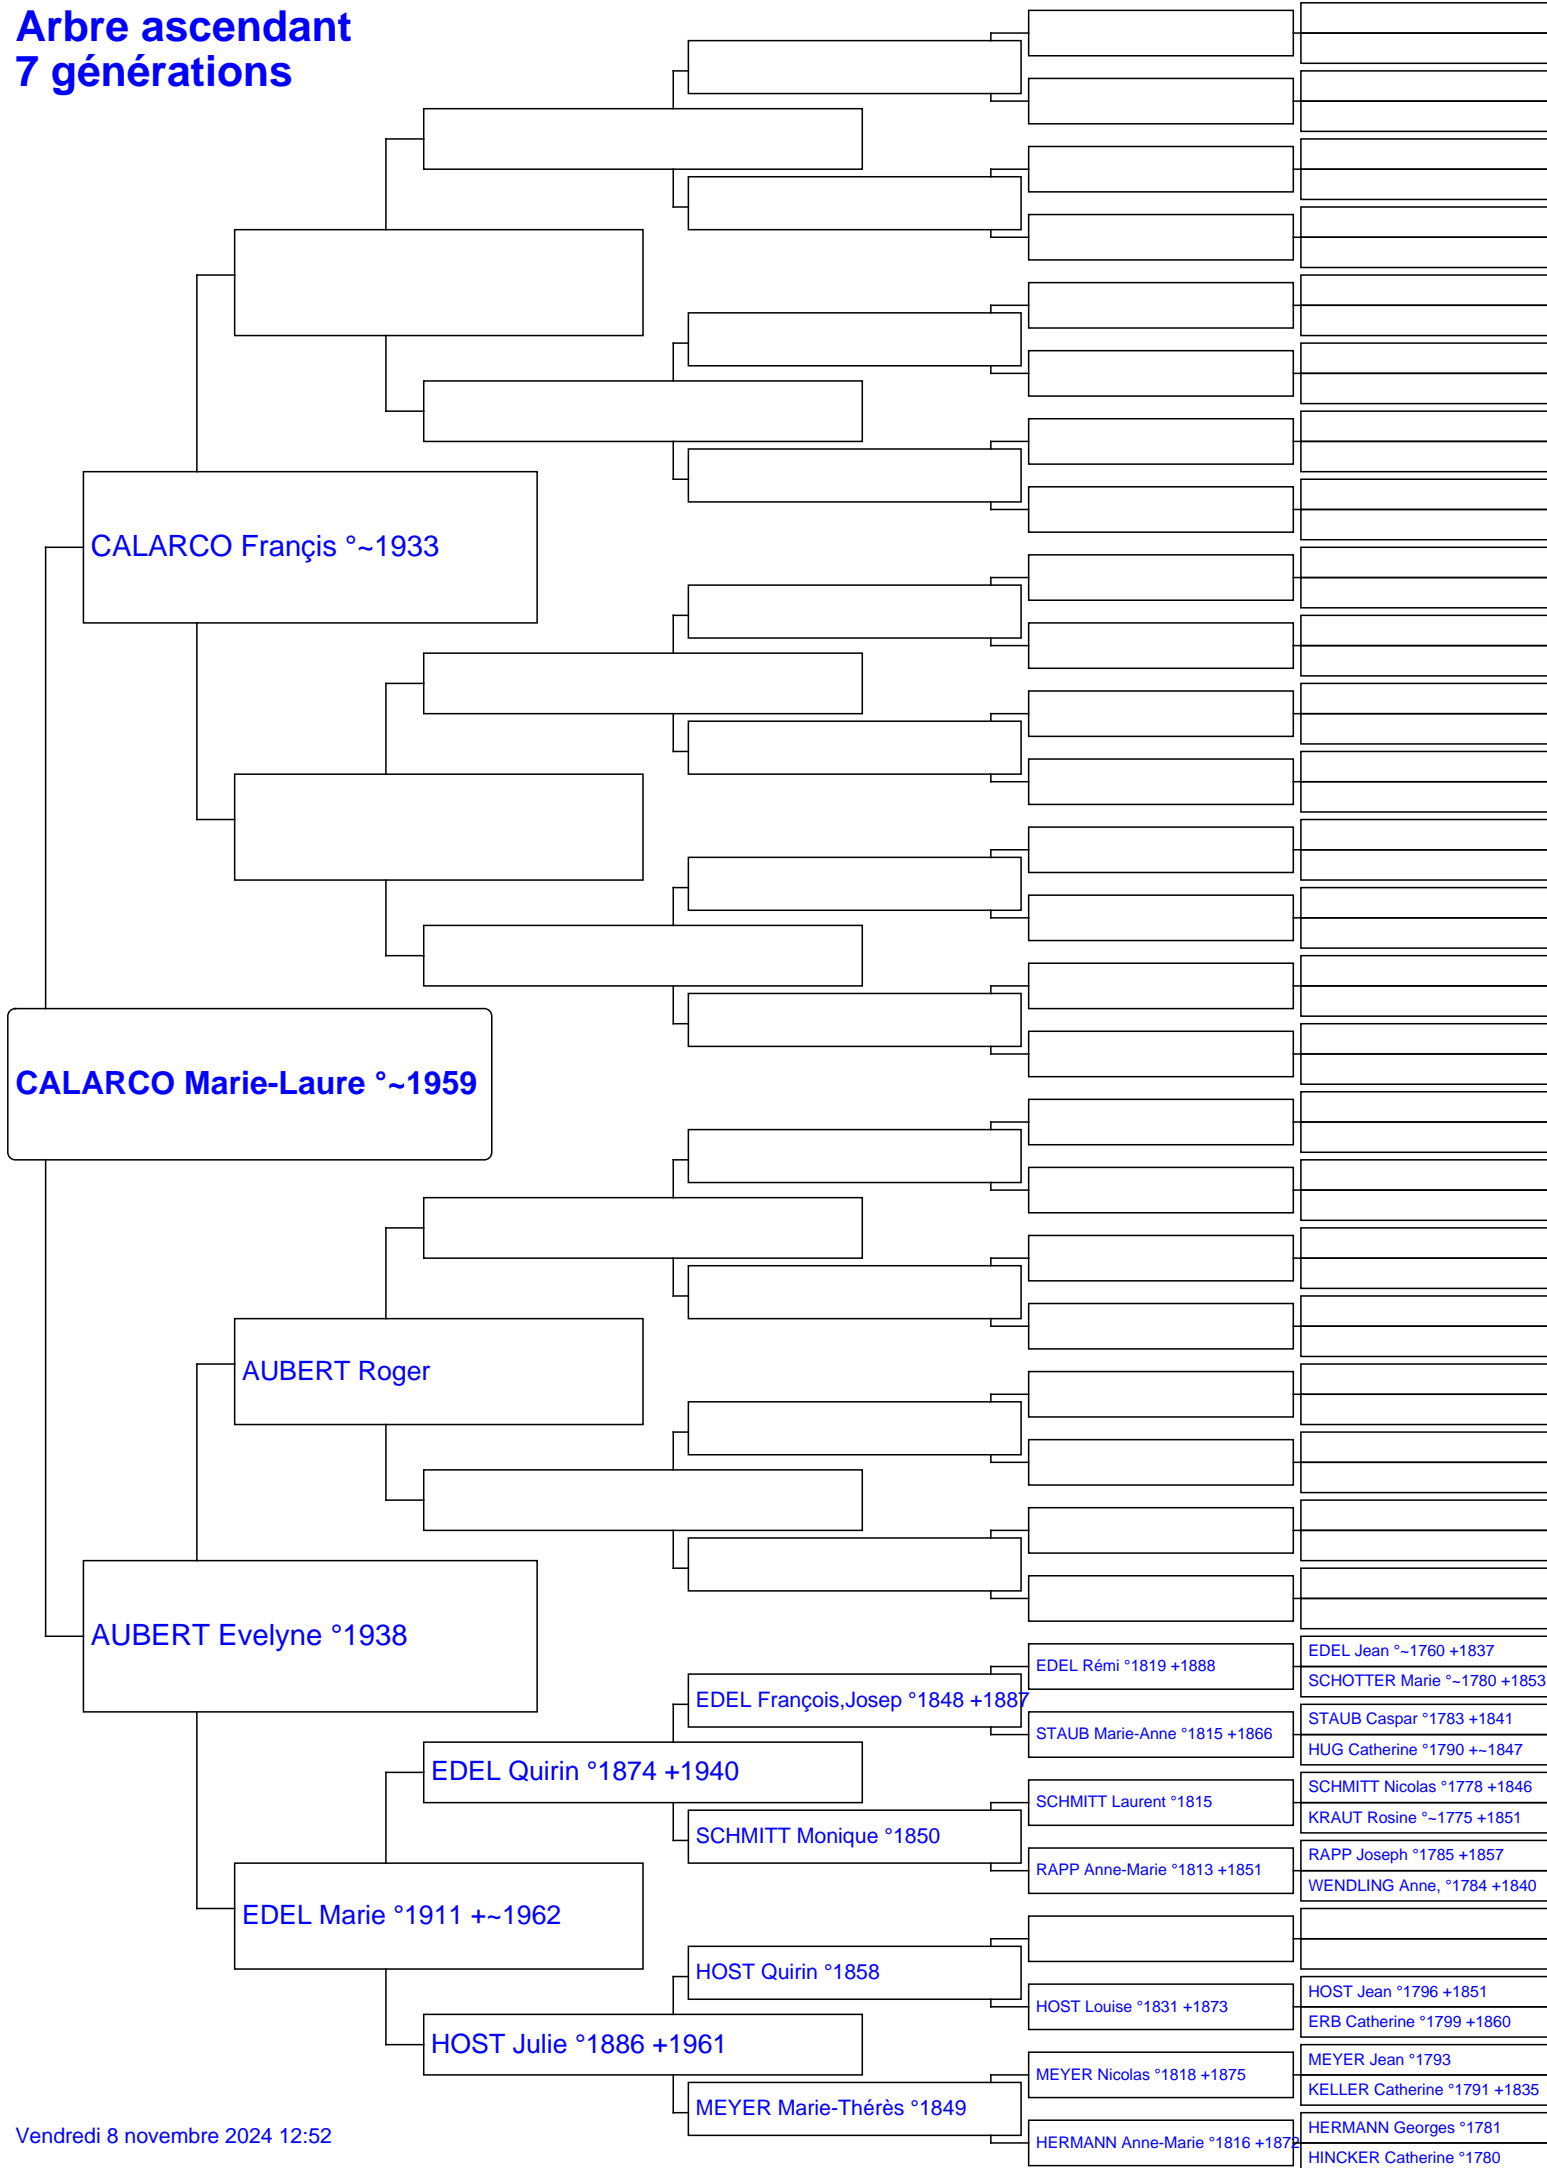 Arbre ascendant
7 générations
CALARCO Françis °~1933
CALARCO Marie-Laure °~1959
AUBERT Roger
AUBERT Evelyne °1938
EDEL Jean °~1760 +1837
EDEL Rémi °1819 +1888
SCHOTTER Marie °~1780 +1853
EDEL François,Josep °1848 +1887
STAUB Caspar °1783 +1841
STAUB Marie-Anne °1815 +1866
HUG Catherine °1790 +~1847
EDEL Quirin °1874 +1940
SCHMITT Nicolas °1778 +1846
SCHMITT Laurent °1815
KRAUT Rosine °~1775 +1851
SCHMITT Monique °1850
RAPP Joseph °1785 +1857
RAPP Anne-Marie °1813 +1851
WENDLING Anne, °1784 +1840
EDEL Marie °1911 +~1962
HOST Quirin °1858
HOST Jean °1796 +1851
HOST Louise °1831 +1873
ERB Catherine °1799 +1860
HOST Julie °1886 +1961
MEYER Jean °1793
MEYER Nicolas °1818 +1875
KELLER Catherine °1791 +1835
MEYER Marie-Thérès °1849
HERMANN Georges °1781
HERMANN Anne-Marie °1816 +1872
HINCKER Catherine °1780
Vendredi 8 novembre 2024 12:52